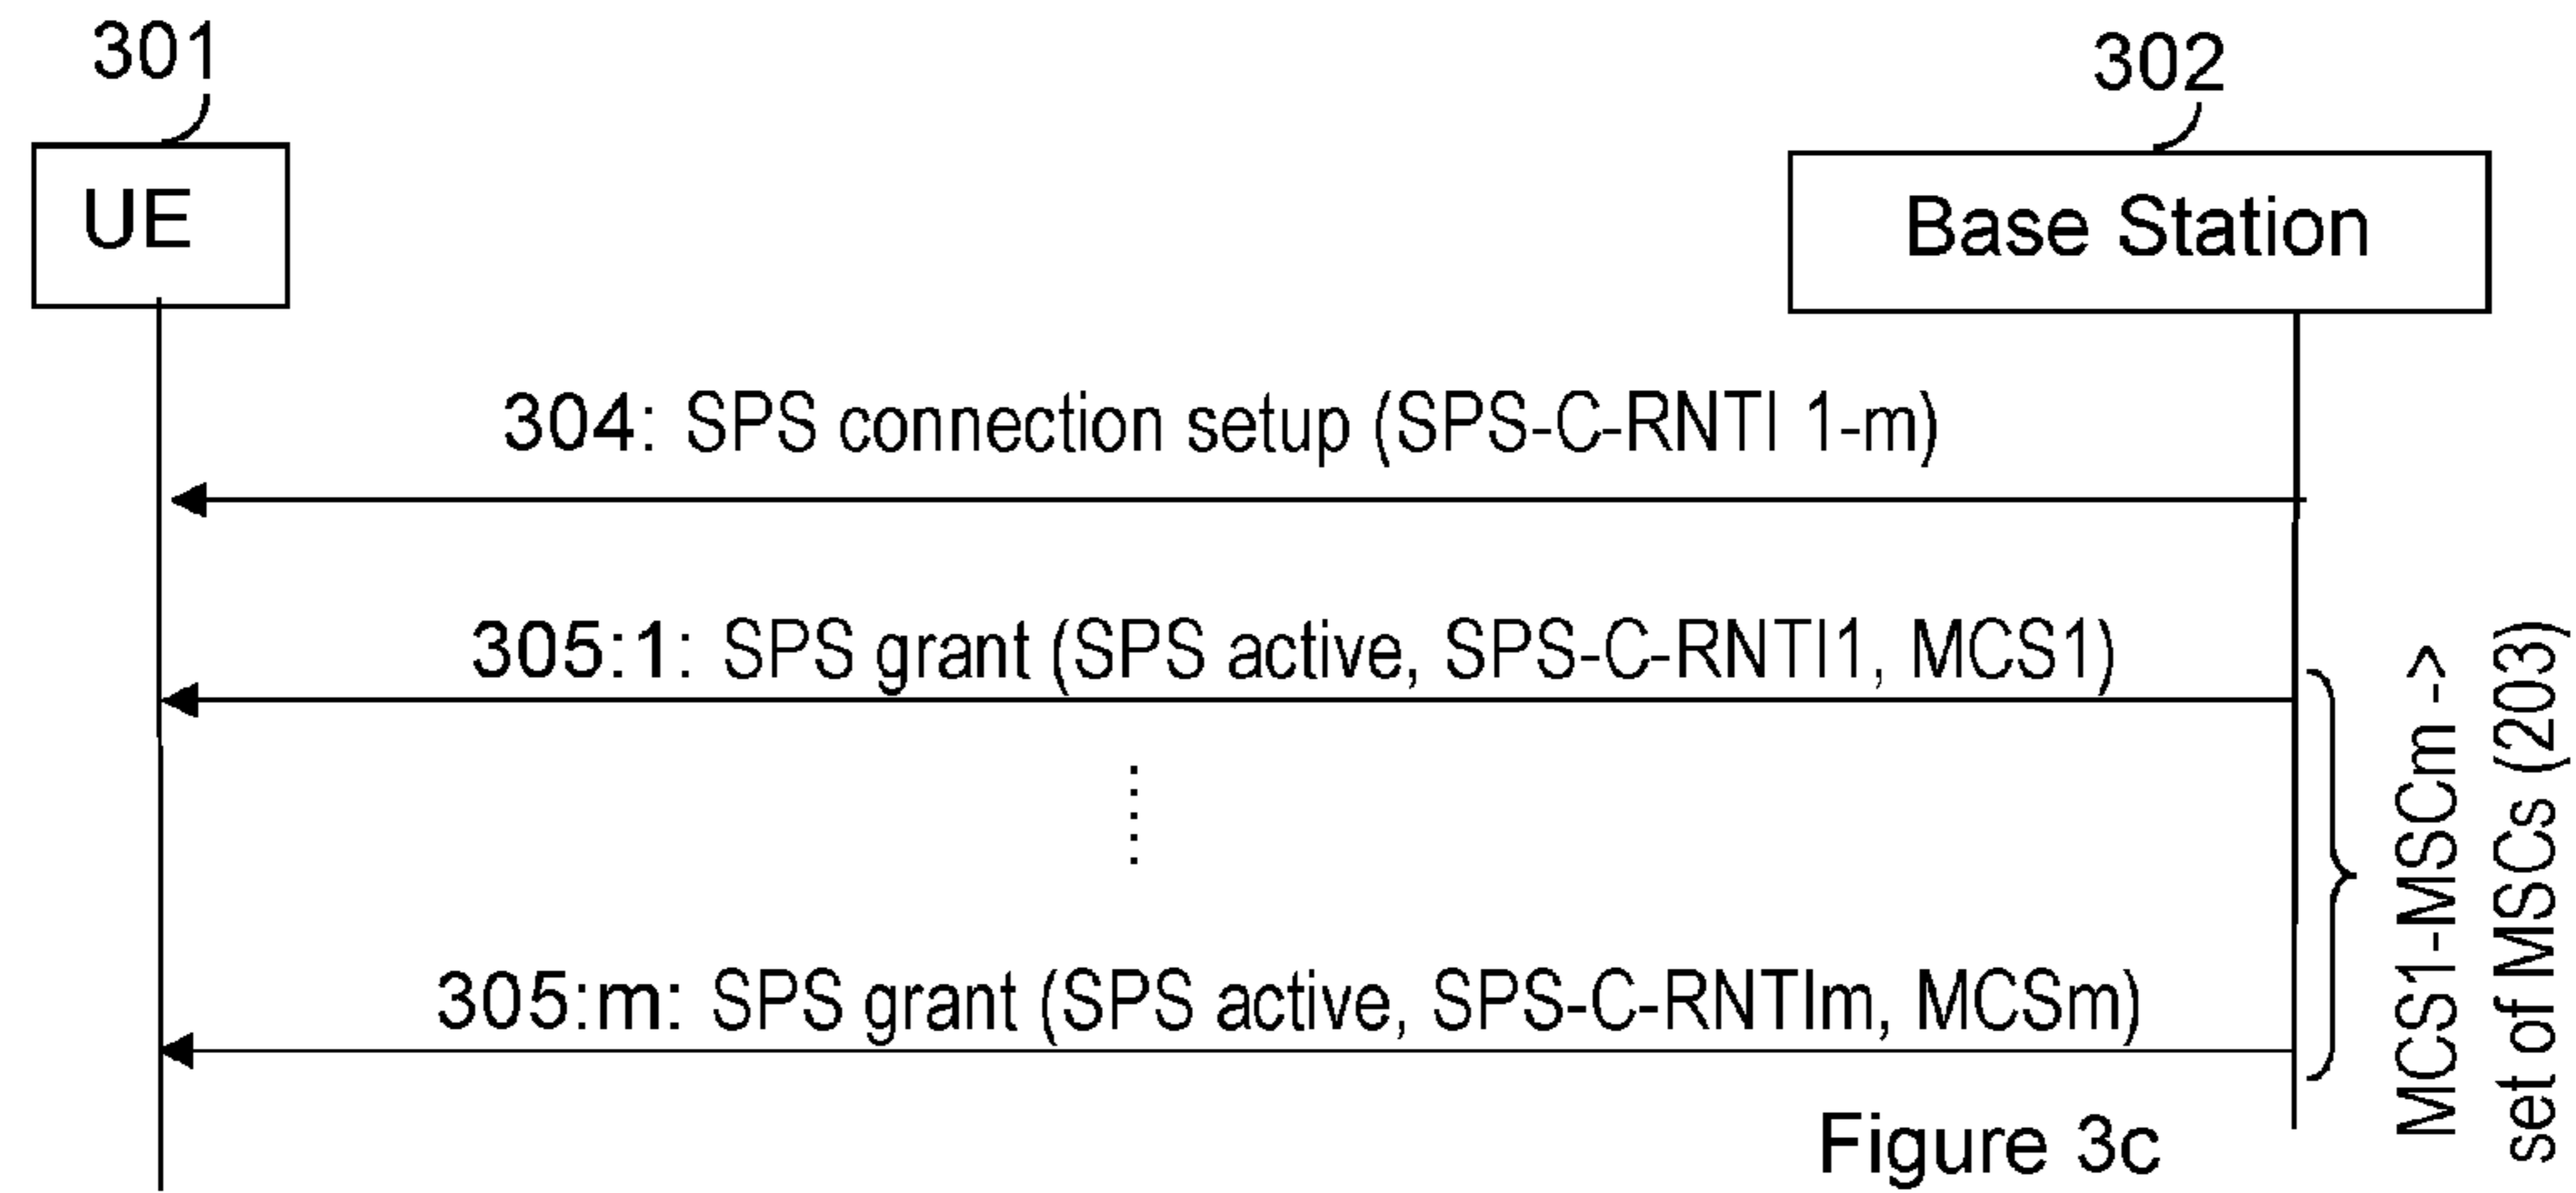 301
302
UE
Base Station
304: SPS connection setup (SPS-C-RNTI 1-m)
305:1: SPS grant (SPS active, SPS-C-RNTI1, MCS1)
305:m: SPS grant (SPS active, SPS-C-RNTIm, MCSm)
MCS1-MSCm ->
set of MSCs (203)
Figure 3c